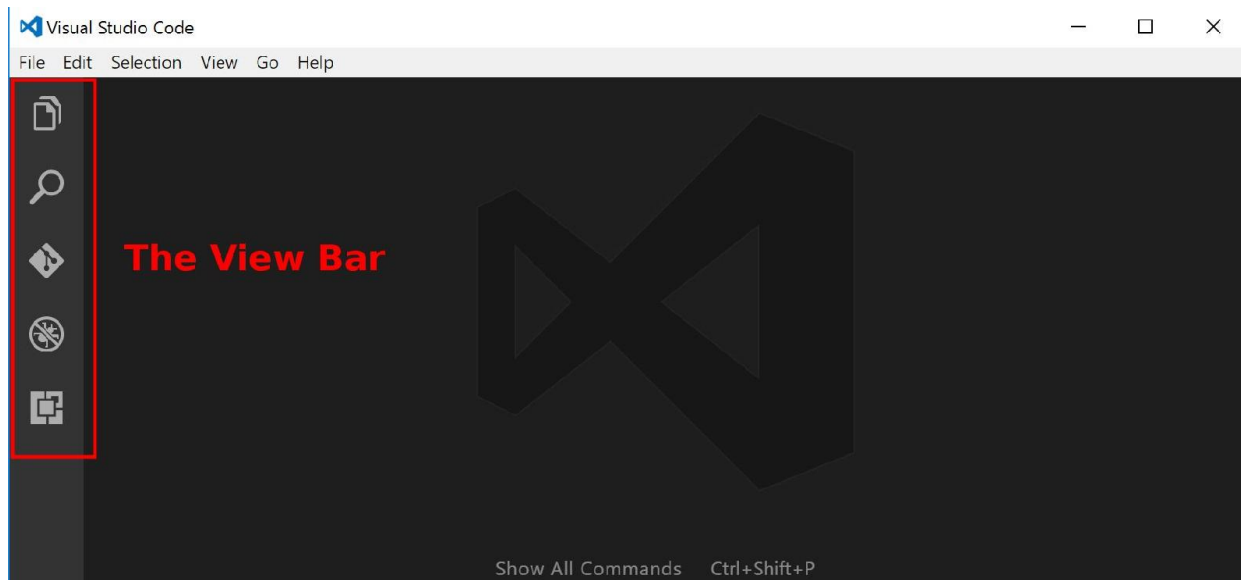 Visual Studio Code
File Edit Selection View Go Help
The View Bar
Show All Commands Ctrl+Shift+P